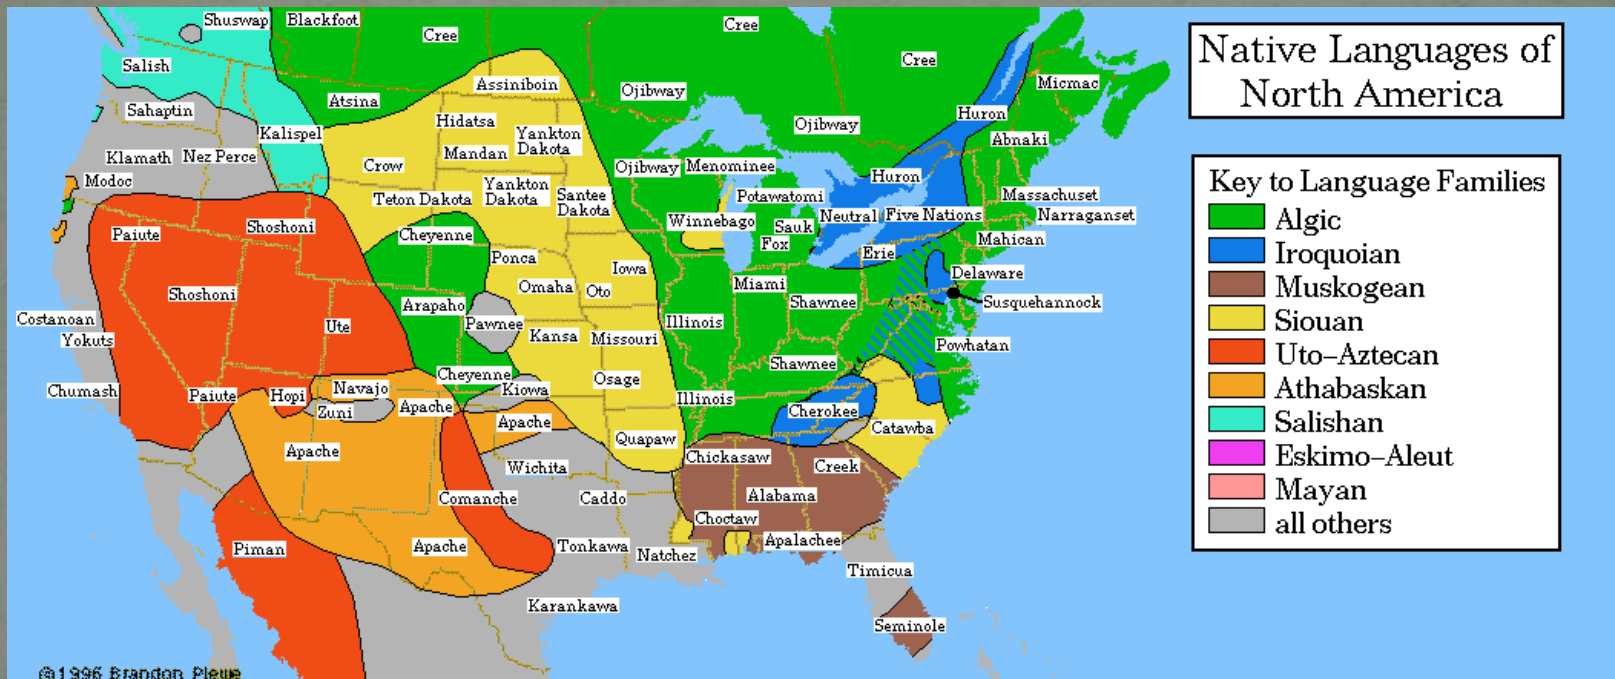 Native Languages of
North America
Key to Language Families
Algic
Iroquoian
Muskogean
Siouan
Uto-Aztecan
Athabaskan
Salishan
Eskimo-Aleut
Mayan
all others
Shuswap
Blackfoot
Cree
Cree
Cree
Salish
Assiniboin
Micmac
Atsina
Ojibway
Sahaptin
Hidatsa
Huron
Ojibway
Kalispel
Yankton
Dakota
Abnaki
Klamath
Nez Perce
Mandan
Crow
Ojibway
Menominee
Modoc
Huron
Teton Dakota
Yankton
Dakota
Santee
Dakota
Potawatomi
Massachuset
Narraganset
Paiute
Shoshoni
Cheyenne
Winnebago
Sauk
Fox
Neutral
Five Nations
Mahican
Ponca
Erie
Iowa
Delaware
Shoshoni
Omaha
Oto
Miami
Shawnee
Susquehannock
Arapaho
Costanoan
Ute
Pawnee
Illinois
Yokuts
Kansa
Missouri
Powhatan
Shawnee
Chumash
Paiute
Hopi
Navajo
Cheyenne
Kiowa
Osage
Illinois
Zuni
Apache
Apache
Cherokee
Catawba
Apache
Quapaw
Chickasaw
Wichita
Creek
Comanche
Caddo
Alabama
Choctaw
Piman
Apache
Tonkawa
Natchez
Apalachee
Timicua
Karankawa
Seminole
©1996 Brandon Plewe